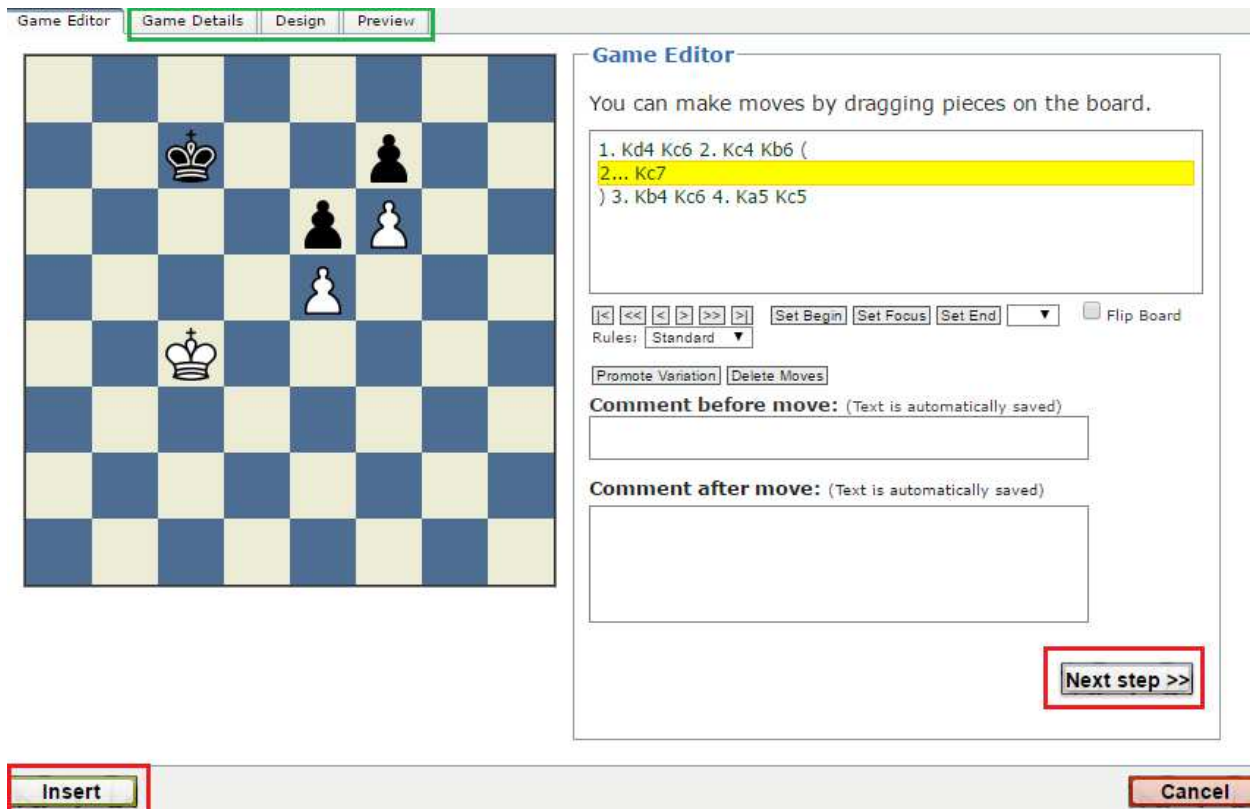 Game Editor Game Details Design Preview
Game Editor
You can make moves by dragging pieces on the board.
1. Kd4 Kc6 2. Kc4 Kb6 (
2... Kc7
) 3. Kb4 Kc6 4. Ka5 Kc5
|< << < > >> >| Set Begin Set Focus Set End ▼ Flip Board
Rules: Standard ▼
Promote Variation Delete Moves
Comment before move: (Text is automatically saved)
Comment after move: (Text is automatically saved)
Next step >>
Insert Cancel